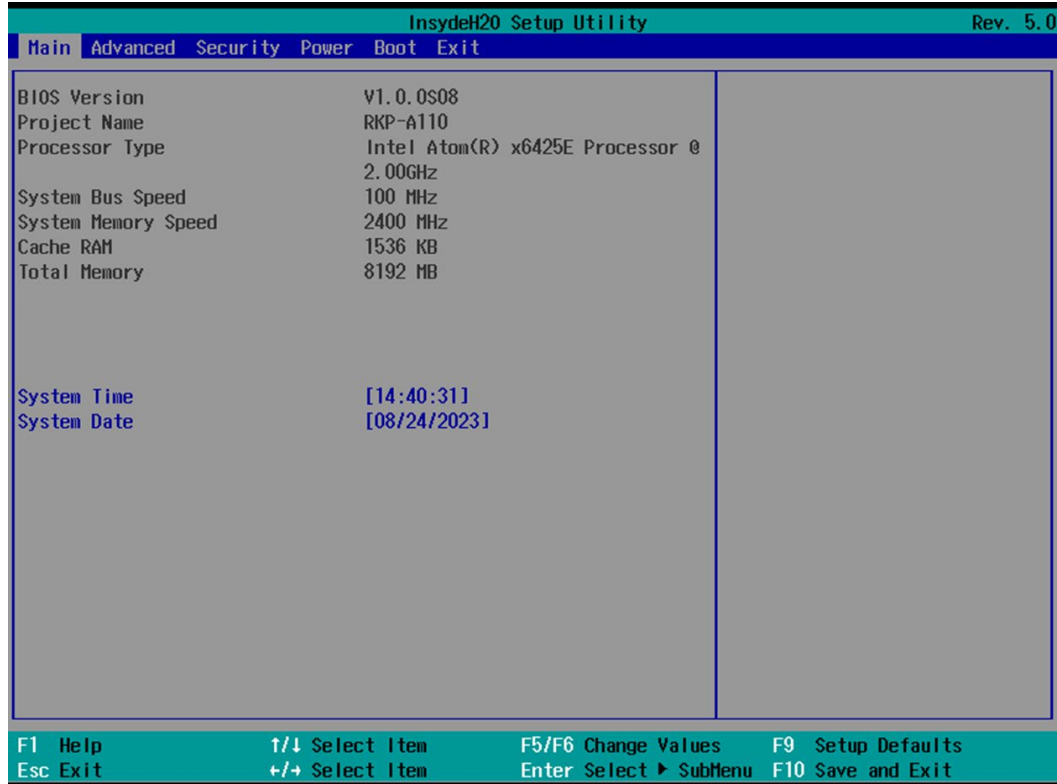 InsydeH20 Setup Utility Rev. 5.0
Main Advanced Security Power Boot Exit
BIOS Version V1.0.0S08
Project Name RKP-A110
Processor Type Intel Atom(R) x6425E Processor @
2.00GHz
System Bus Speed 100 MHz
System Memory Speed 2400 MHz
Cache RAM 1536 KB
Total Memory 8192 MB
System Time [14:40:31]
System Date [08/24/2023]
F1 Help ↑/↓ Select Item F5/F6 Change Values F9 Setup Defaults
Esc Exit ←/→ Select Item Enter Select ▶ SubMenu F10 Save and Exit